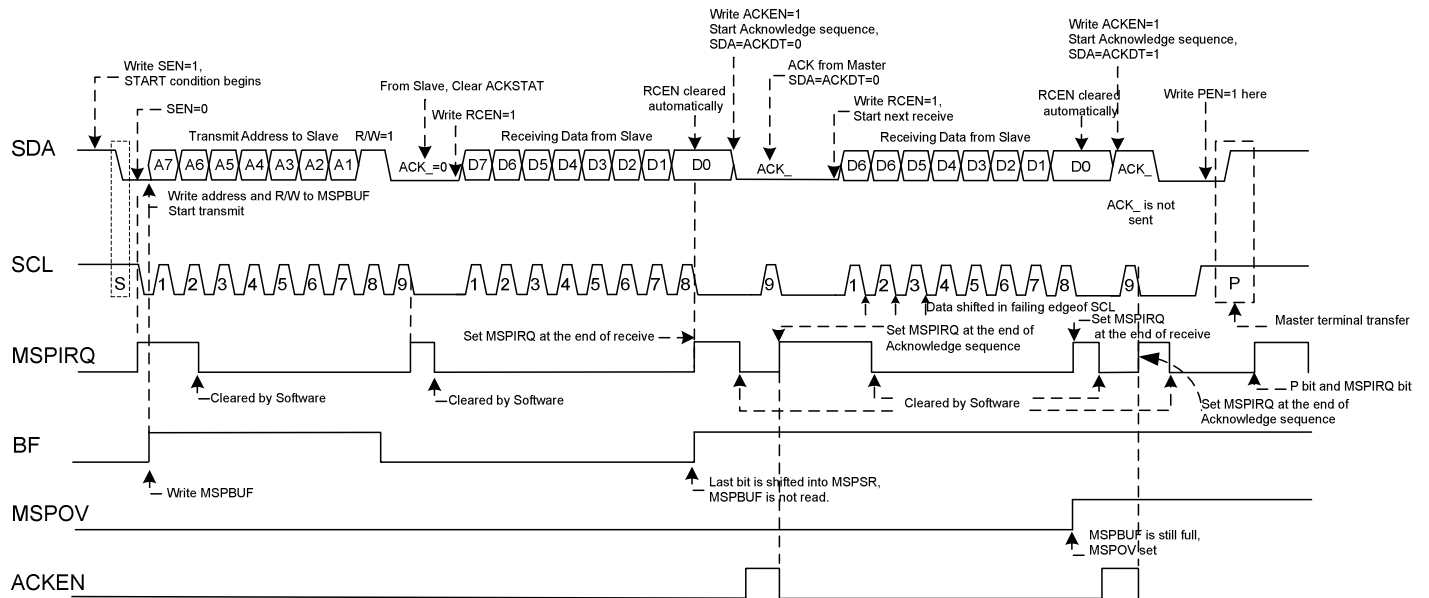 Write ACKEN=1
Start Acknowledge sequence,
SDA=ACKDT=0
Write ACKEN=1
Start Acknowledge sequence,
SDA=ACKDT=1
Write SEN=1,
START condition begins
ACK from Master
SDA=ACKDT=0
From Slave, Clear ACKSTAT
RCEN cleared
automatically
RCEN cleared
automatically
Write PEN=1 here
SEN=0
Write RCEN=1
Write RCEN=1,
Start next receive
Transmit Address to Slave
R/W=1
Receiving Data from Slave
Receiving Data from Slave
SDA
A7 A6 A5 A4 A3 A2 A1 ACK_=0 D7 D6 D5 D4 D3 D2 D1 D0 ACK_ D6 D6 D5 D4 D3 D2 D1 D0 ACK_
Write address and R/W to MSPBUF
Start transmit
ACK_ is not
sent
SCL
S 1 2 3 4 5 6 7 8 9 1 2 3 4 5 6 7 8 9 1 2 3 4 5 6 7 8 9 P
Data shifted in failing edgeof SCL
Set MSPIRQ at the end of receive
Set MSPIRQ at the end of
Acknowledge sequence
Set MSPIRQ
at the end of receive
Master terminal transfer
MSPIRQ
Cleared by Software
Cleared by Software
Cleared by Software
P bit and MSPIRQ bit
Set MSPIRQ at the end of
Acknowledge sequence
BF
Write MSPBUF
Last bit is shifted into MSPSR,
MSPBUF is not read.
MSPOV
MSPBUF is still full,
MSPOV set
ACKEN